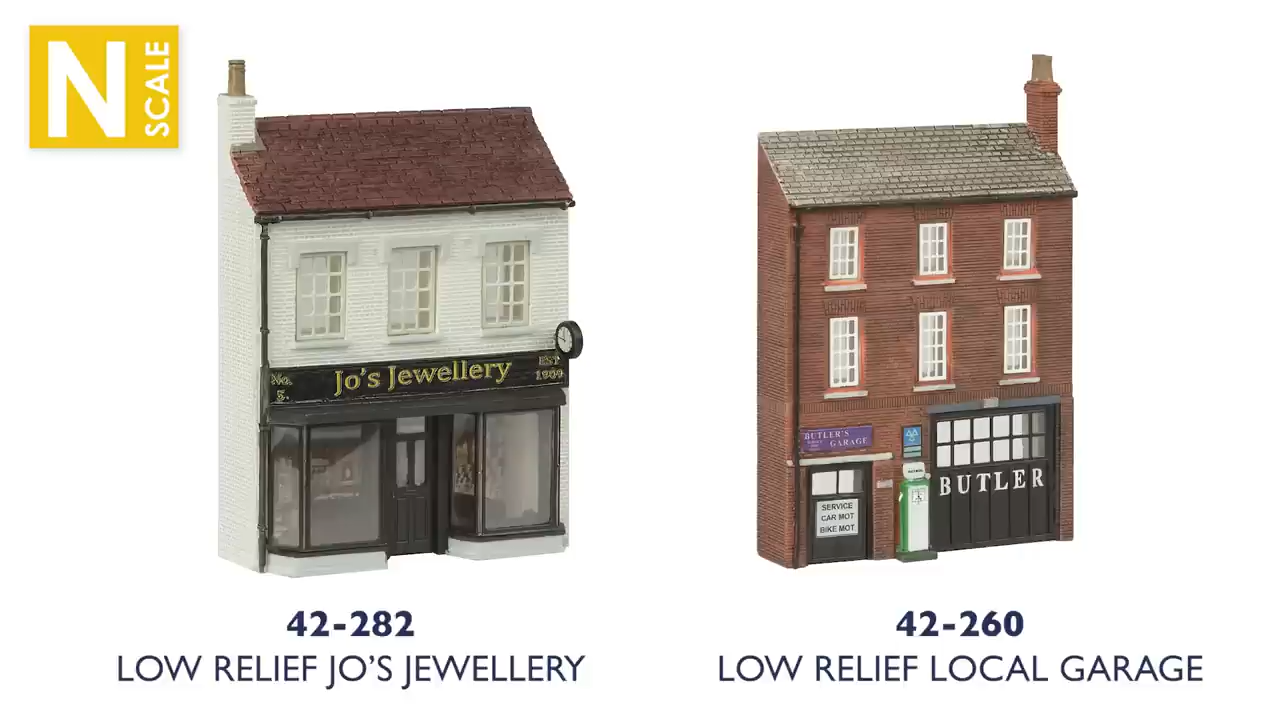 N
SCALE
No.
5.
Jo's Jewellery
EST
1909
BUTLER'S
GARAGE
SERVICE
CAR MOT
BIKE MOT
BUTLER
42-282
LOW RELIEF JO'S JEWELLERY
42-260
LOW RELIEF LOCAL GARAGE